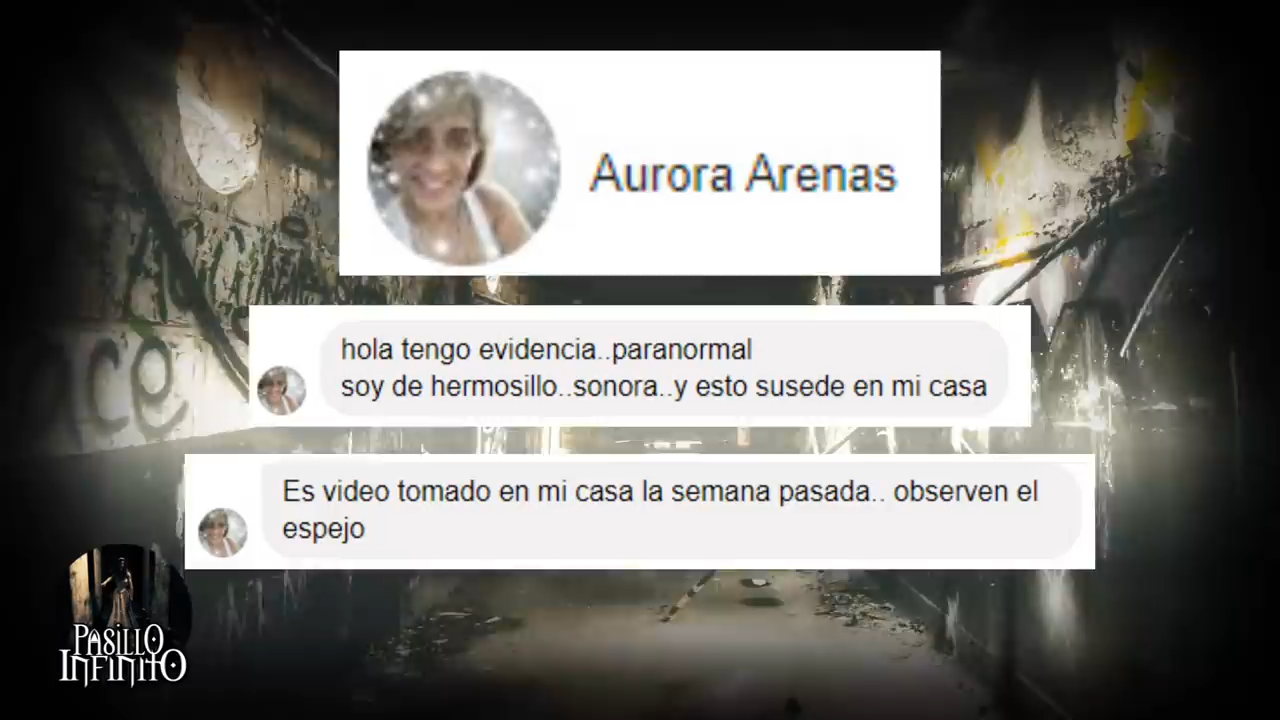 Aurora Arenas
hola tengo evidencia..paranormal
soy de hermosillo..sonora..y esto susede en mi casa
Es video tomado en mi casa la semana pasada.. observen el
espejo
PASILLO
INFINITO